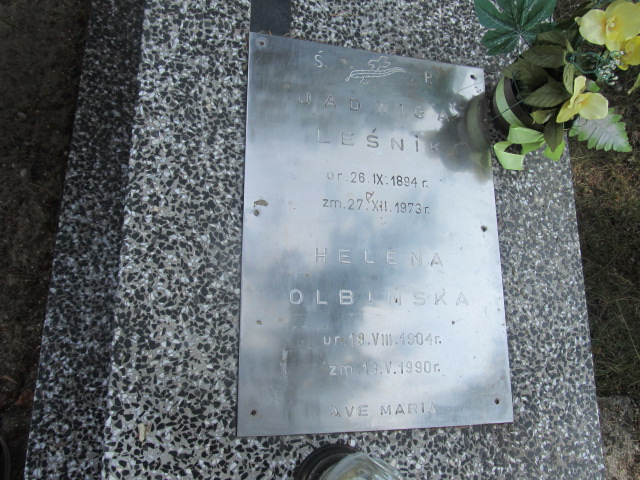 Ś P
JADWIGA
LEŚNIK
ur. 26.IX.1894 r.
zm. 27.XII.1973 r.
HELENA
OLBIŃSKA
ur. 19.VIII.1904 r.
zm. .V.1990 r.
AVE MARIA